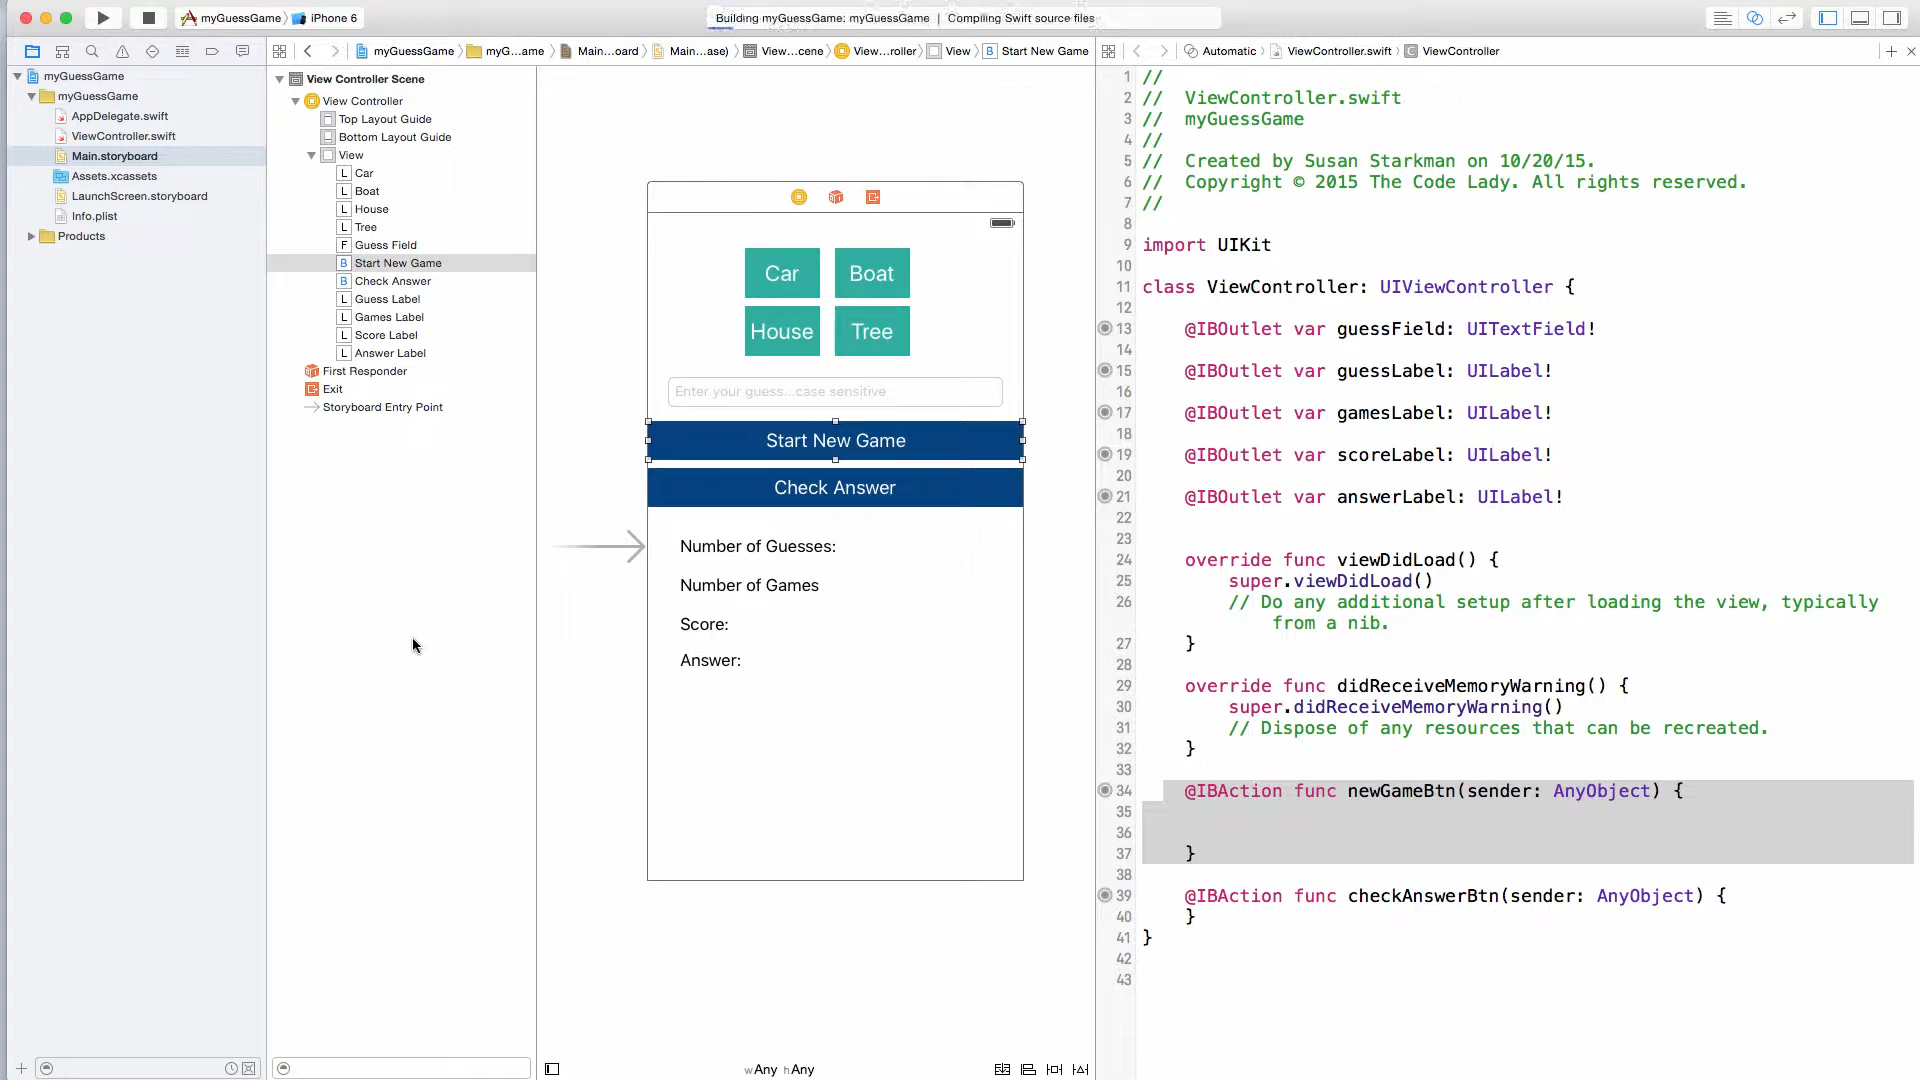 myGuessGame iPhone 6 Building myGuessGame: myGuessGame | Compiling Swift source files
myGuessGame myG...ame Main...oard Main...ase) View...cene View...roller View B Start New Game
Automatic ViewController.swift C ViewController
myGuessGame
myGuessGame
AppDelegate.swift
ViewController.swift
Main.storyboard
Assets.xcassets
LaunchScreen.storyboard
Info.plist
Products
View Controller Scene
View Controller
Top Layout Guide
Bottom Layout Guide
View
L Car
L Boat
L House
L Tree
F Guess Field
B Start New Game
B Check Answer
L Guess Label
L Games Label
L Score Label
L Answer Label
First Responder
Exit
Storyboard Entry Point
Car Boat
House Tree
Enter your guess...case sensitive
Start New Game
Check Answer
Number of Guesses:
Number of Games
Score:
Answer:
wAny hAny
1 //
2 // ViewController.swift
3 // myGuessGame
4 //
5 // Created by Susan Starkman on 10/20/15.
6 // Copyright © 2015 The Code Lady. All rights reserved.
7 //
8
9 import UIKit
10
11 class ViewController: UIViewController {
12
13 @IBOutlet var guessField: UITextField!
14
15 @IBOutlet var guessLabel: UILabel!
16
17 @IBOutlet var gamesLabel: UILabel!
18
19 @IBOutlet var scoreLabel: UILabel!
20
21 @IBOutlet var answerLabel: UILabel!
22
23
24 override func viewDidLoad() {
25 super.viewDidLoad()
26 // Do any additional setup after loading the view, typically
from a nib.
27 }
28
29 override func didReceiveMemoryWarning() {
30 super.didReceiveMemoryWarning()
31 // Dispose of any resources that can be recreated.
32 }
33
34 @IBAction func newGameBtn(sender: AnyObject) {
35
36
37 }
38
39 @IBAction func checkAnswerBtn(sender: AnyObject) {
40 }
41 }
42
43